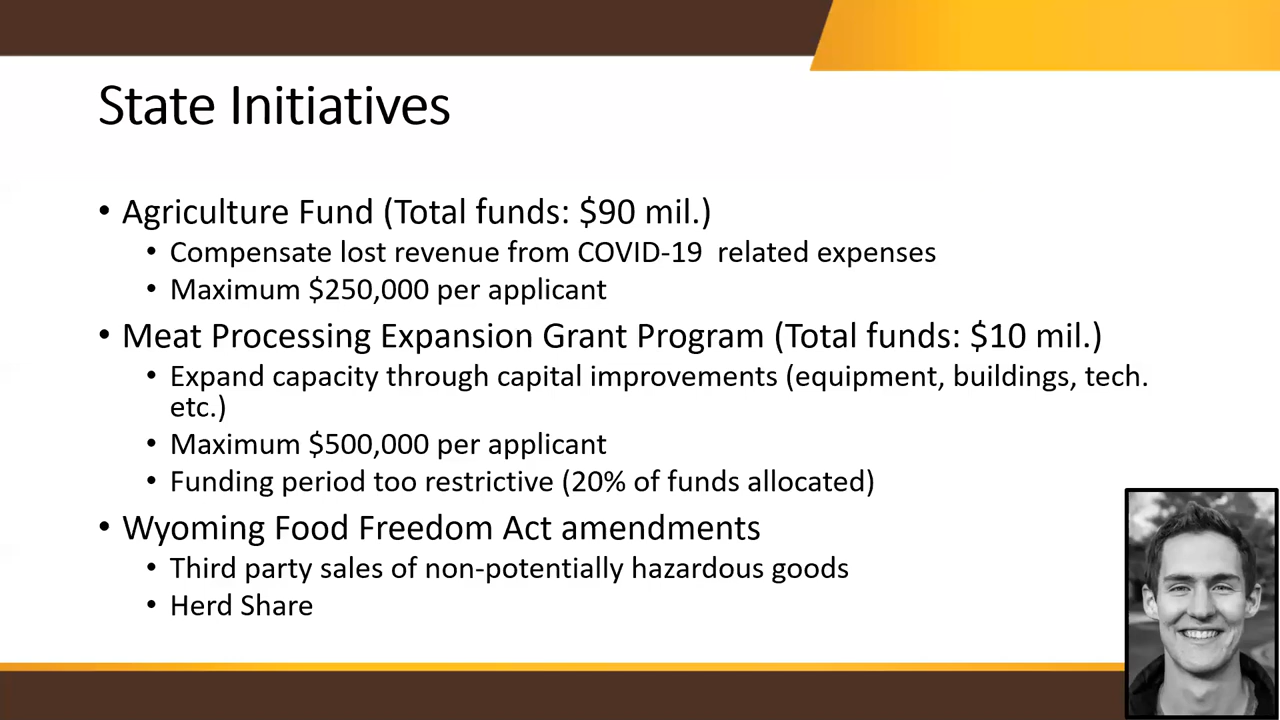 State Initiatives
• Agriculture Fund (Total funds: $90 mil.)
• Compensate lost revenue from COVID-19  related expenses
• Maximum $250,000 per applicant
• Meat Processing Expansion Grant Program (Total funds: $10 mil.)
• Expand capacity through capital improvements (equipment, buildings, tech.
etc.)
• Maximum $500,000 per applicant
• Funding period too restrictive (20% of funds allocated)
• Wyoming Food Freedom Act amendments
• Third party sales of non-potentially hazardous goods
• Herd Share